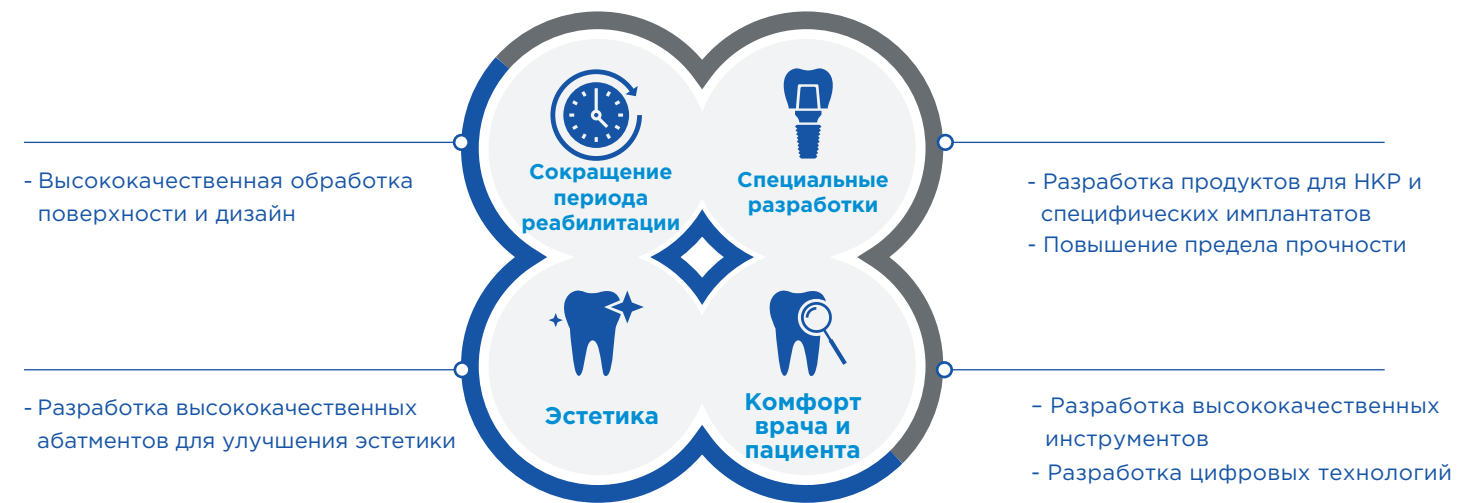 Сокращение
периода
реабилитации
Специальные
разработки
- Высококачественная обработка
поверхности и дизайн
- Разработка продуктов для НКР и
специфических имплантатов
- Повышение предела прочности
Эстетика
Комфорт
врача и
пациента
- Разработка высококачественных
абатментов для улучшения эстетики
– Разработка высококачественных
инструментов
- Разработка цифровых технологий